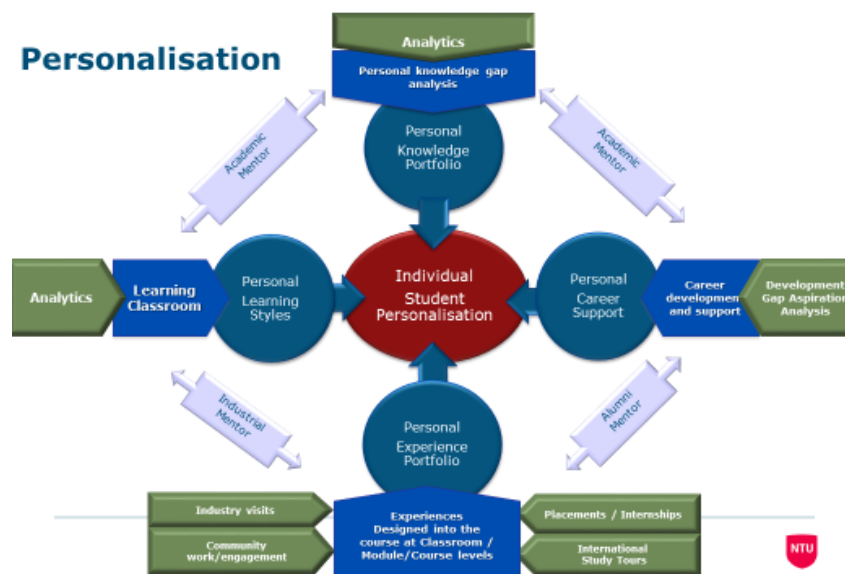 Personalisation
Analytics
Personal knowledge gap
analysis
Personal
Knowledge
Portfolio
Academic
Mentor
Academic
Mentor
Analytics
Learning
Classroom
Personal
Learning
Styles
Individual
Student
Personalisation
Personal
Career
Support
Career
development
and support
Development
Gap Aspiration
Analysis
Industrial
Mentor
Alumni
Mentor
Personal
Experience
Portfolio
Industry visits
Community
work/engagement
Experiences
Designed into the
course at Classroom /
Module/Course levels
Placements / Internships
International
Study Tours
NTU